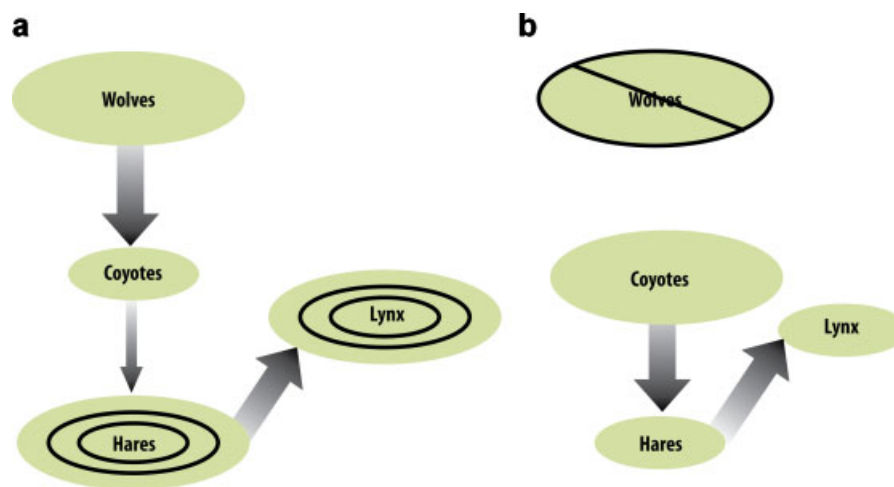 a
Wolves
Coyotes
Hares
Lynx
b
Wolves
Coyotes
Hares
Lynx